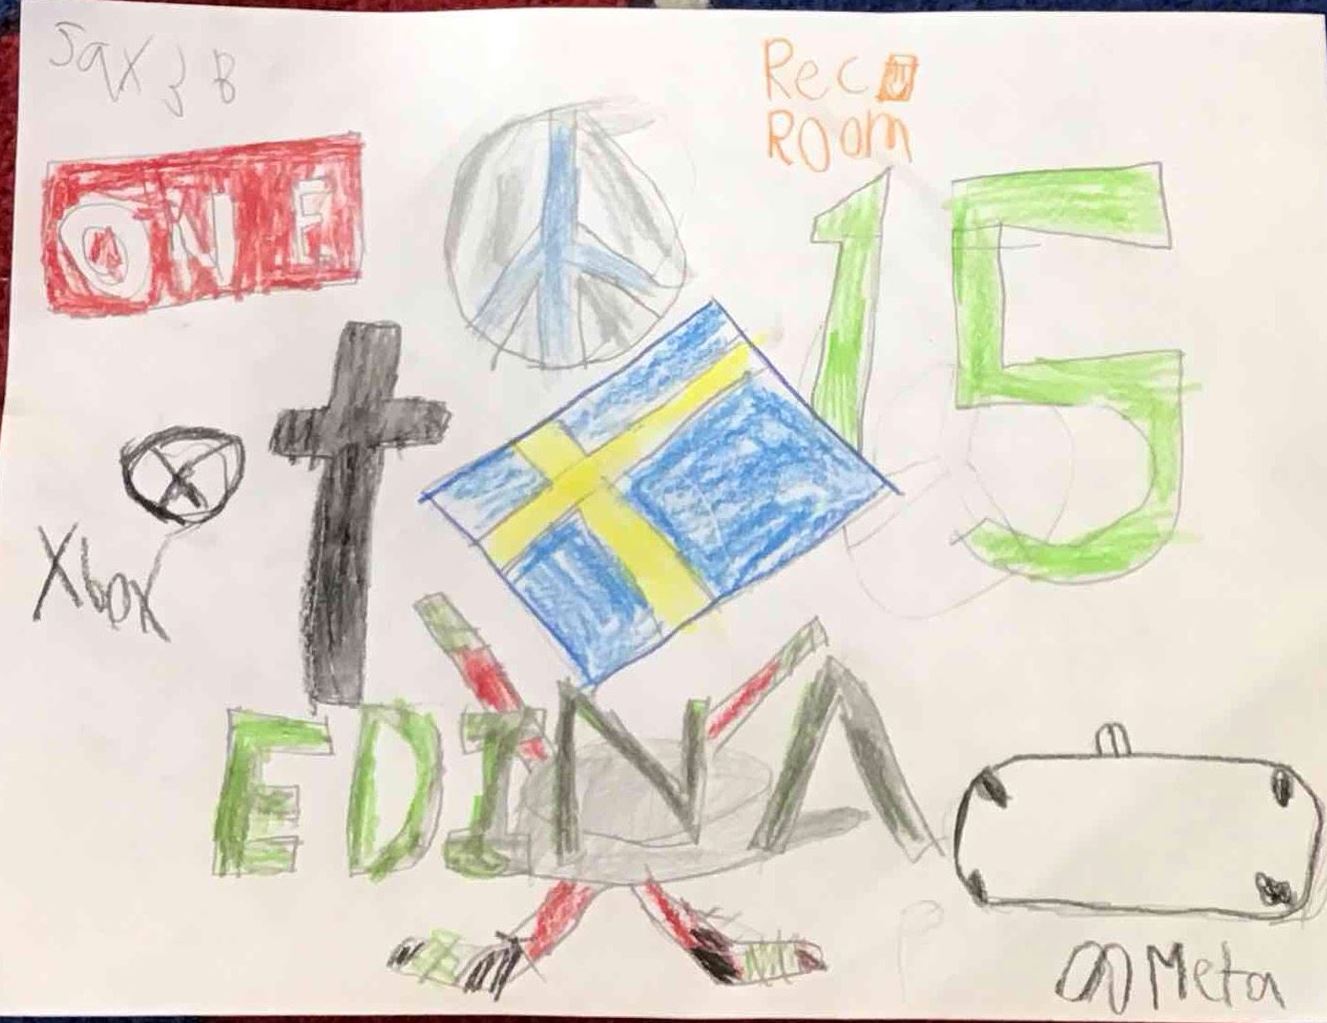 Sax 3 B
Rec
Room
ONE
15
Xbox
EDINA
Meta